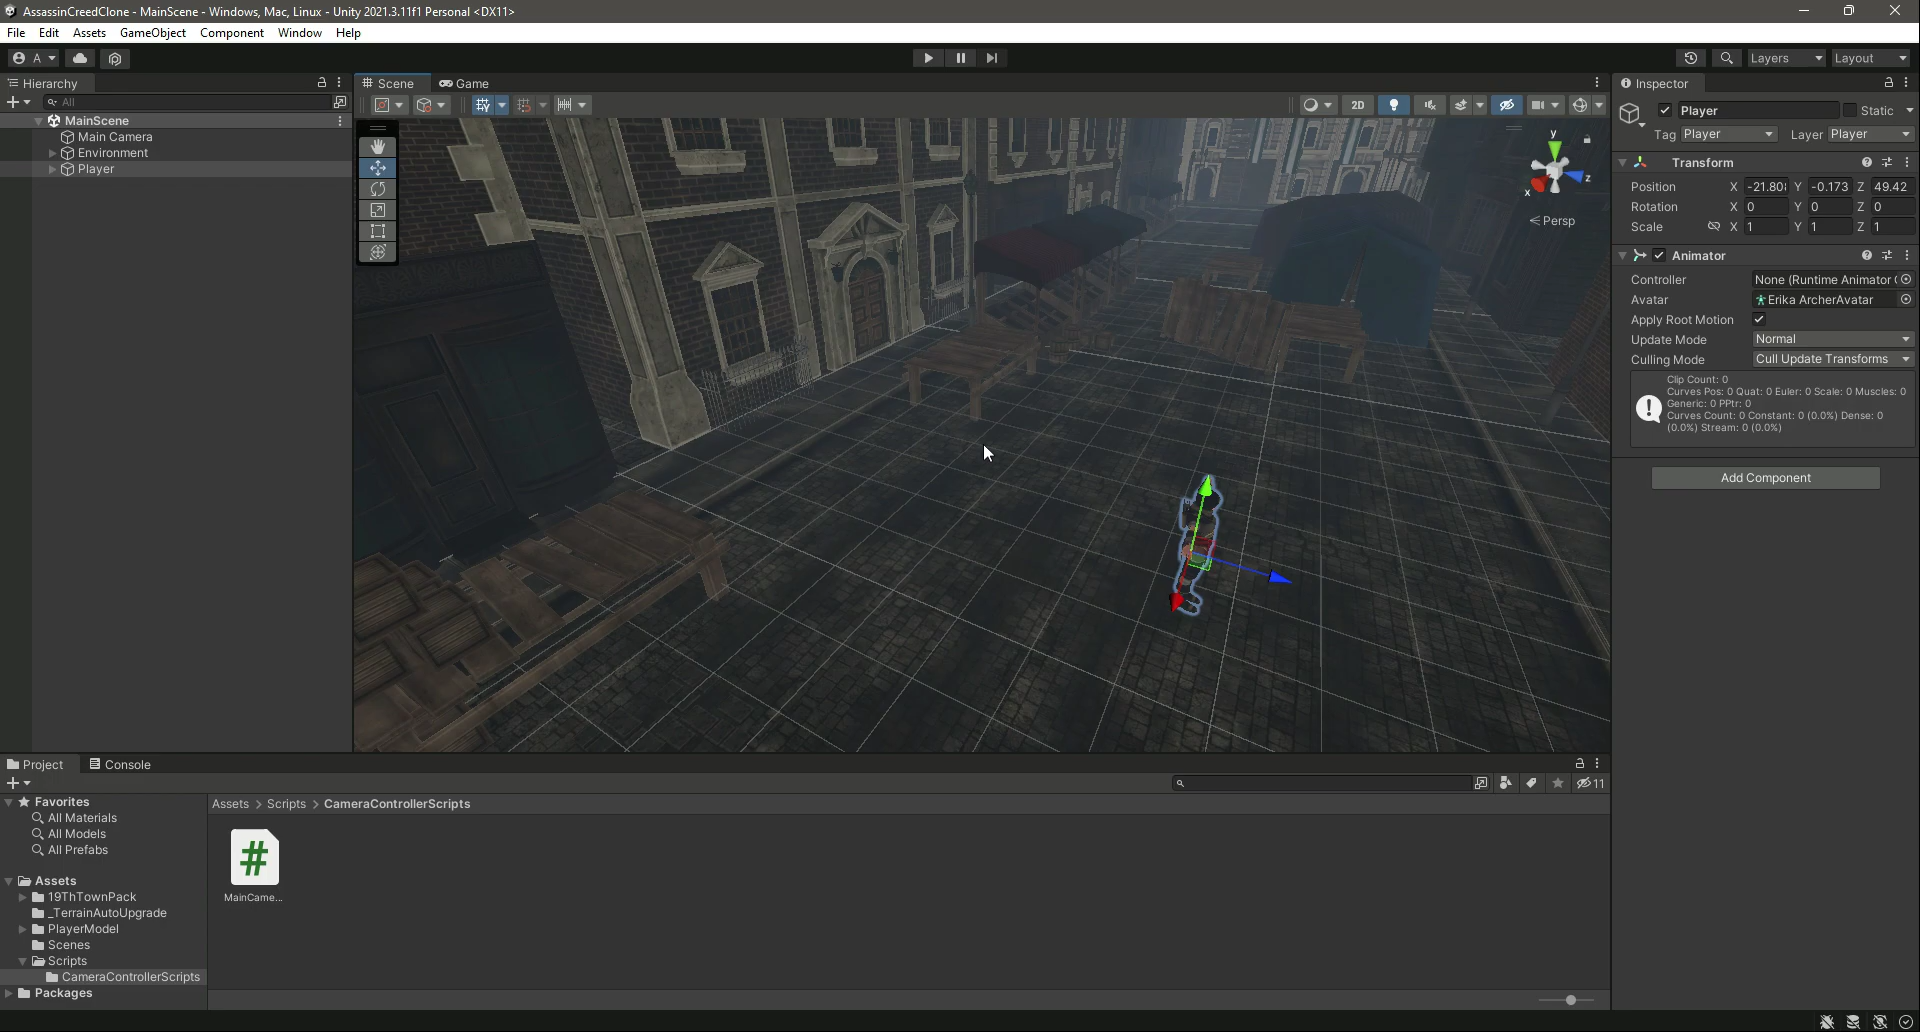 AssassinCreedClone - MainScene - Windows, Mac, Linux - Unity 2021.3.11f1 Personal <DX11>
File Edit Assets GameObject Component Window Help
A Layers Layout
Hierarchy
All
MainScene
Main Camera
Environment
Player
Scene Game
2D
y
x
z
Persp
Inspector
Player Static
Tag Player Layer Player
Transform
Position X -21.80 Y -0.173 Z 49.42
Rotation X 0 Y 0 Z 0
Scale X 1 Y 1 Z 1
Animator
Controller None (Runtime Animator (
Avatar Erika ArcherAvatar
Apply Root Motion
Update Mode Normal
Culling Mode Cull Update Transforms
Clip Count: 0
Curves Pos: 0 Quat: 0 Euler: 0 Scale: 0 Muscles: 0
Generic: 0 PPtr: 0
Curves Count: 0 Constant: 0 (0.0%) Dense: 0
(0.0%) Stream: 0 (0.0%)
Add Component
Project Console
11
Favorites
All Materials
All Models
All Prefabs
Assets
19ThTownPack
_TerrainAutoUpgrade
PlayerModel
Scenes
Scripts
CameraControllerScripts
Packages
Assets > Scripts > CameraControllerScripts
#
MainCame...